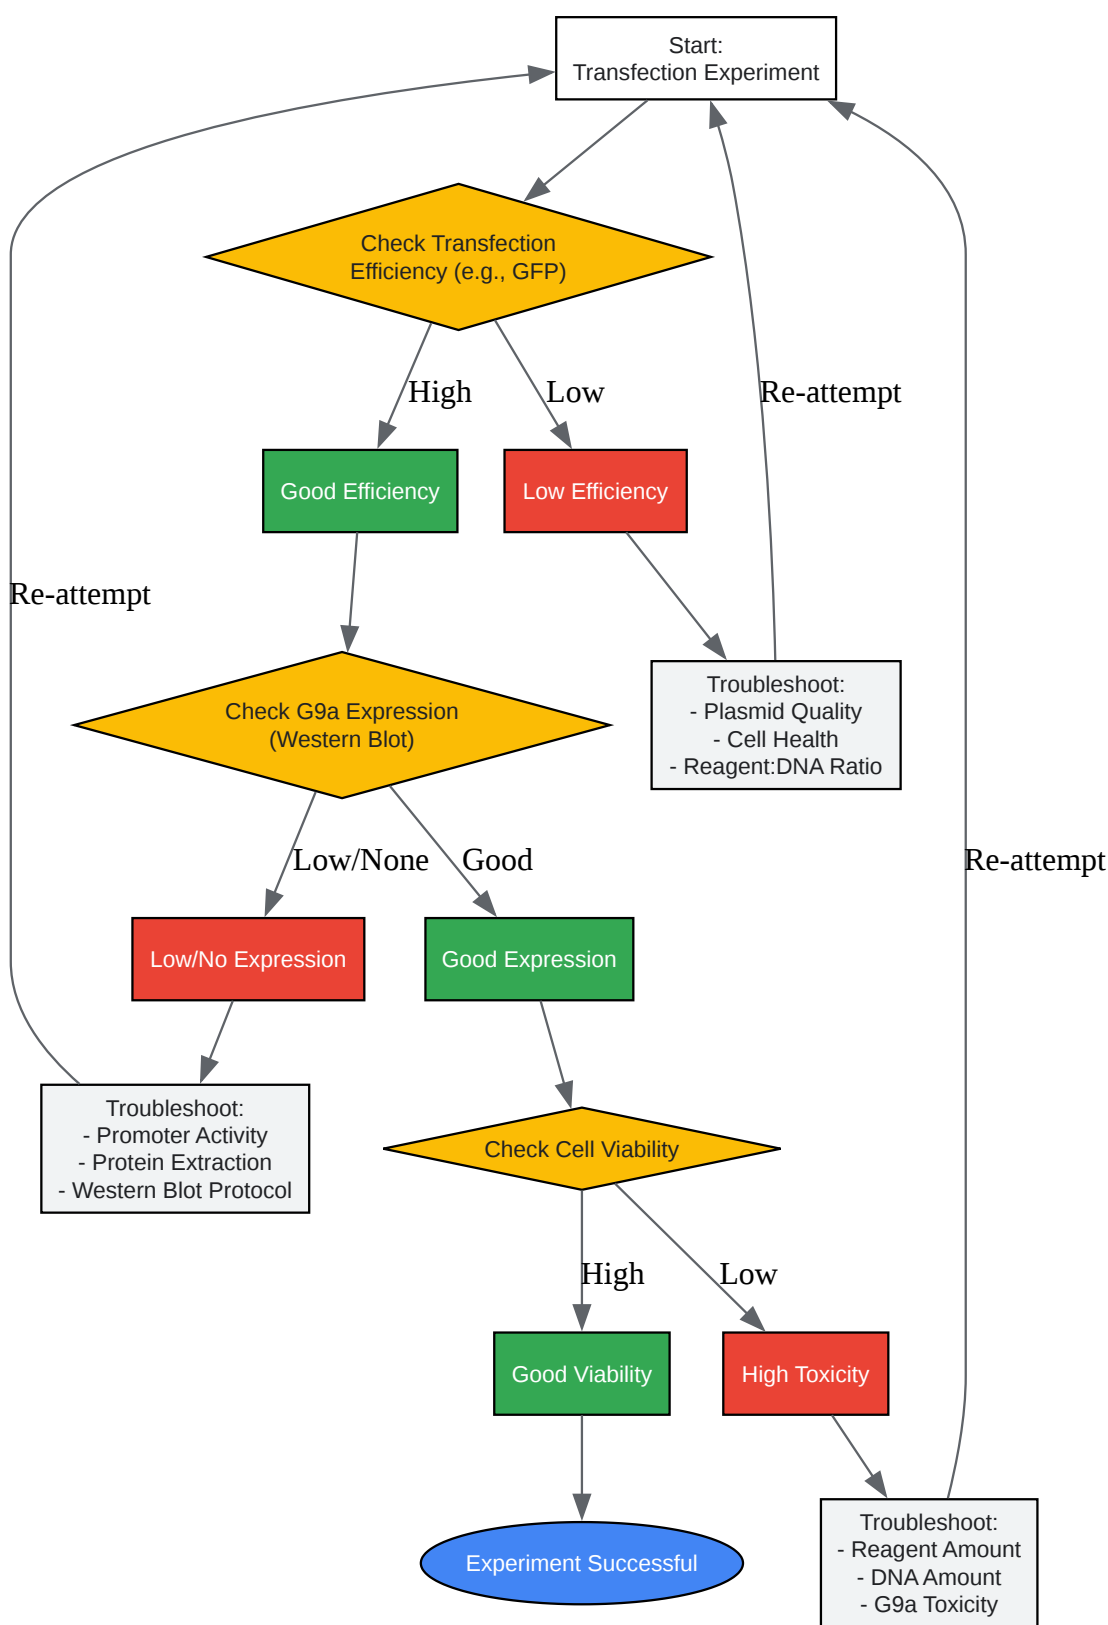 Start:
Transfection Experiment
Check Transfection
Efficiency (e.g., GFP)
High
Low
Re-attempt
Good Efficiency
Low Efficiency
Re-attempt
Troubleshoot:
- Plasmid Quality
- Cell Health
- Reagent:DNA Ratio
Check G9a Expression
(Western Blot)
Low/None
Good
Re-attempt
Low/No Expression
Good Expression
Troubleshoot:
- Promoter Activity
- Protein Extraction
- Western Blot Protocol
Check Cell Viability
High
Low
Good Viability
High Toxicity
Experiment Successful
Troubleshoot:
- Reagent Amount
- DNA Amount
- G9a Toxicity